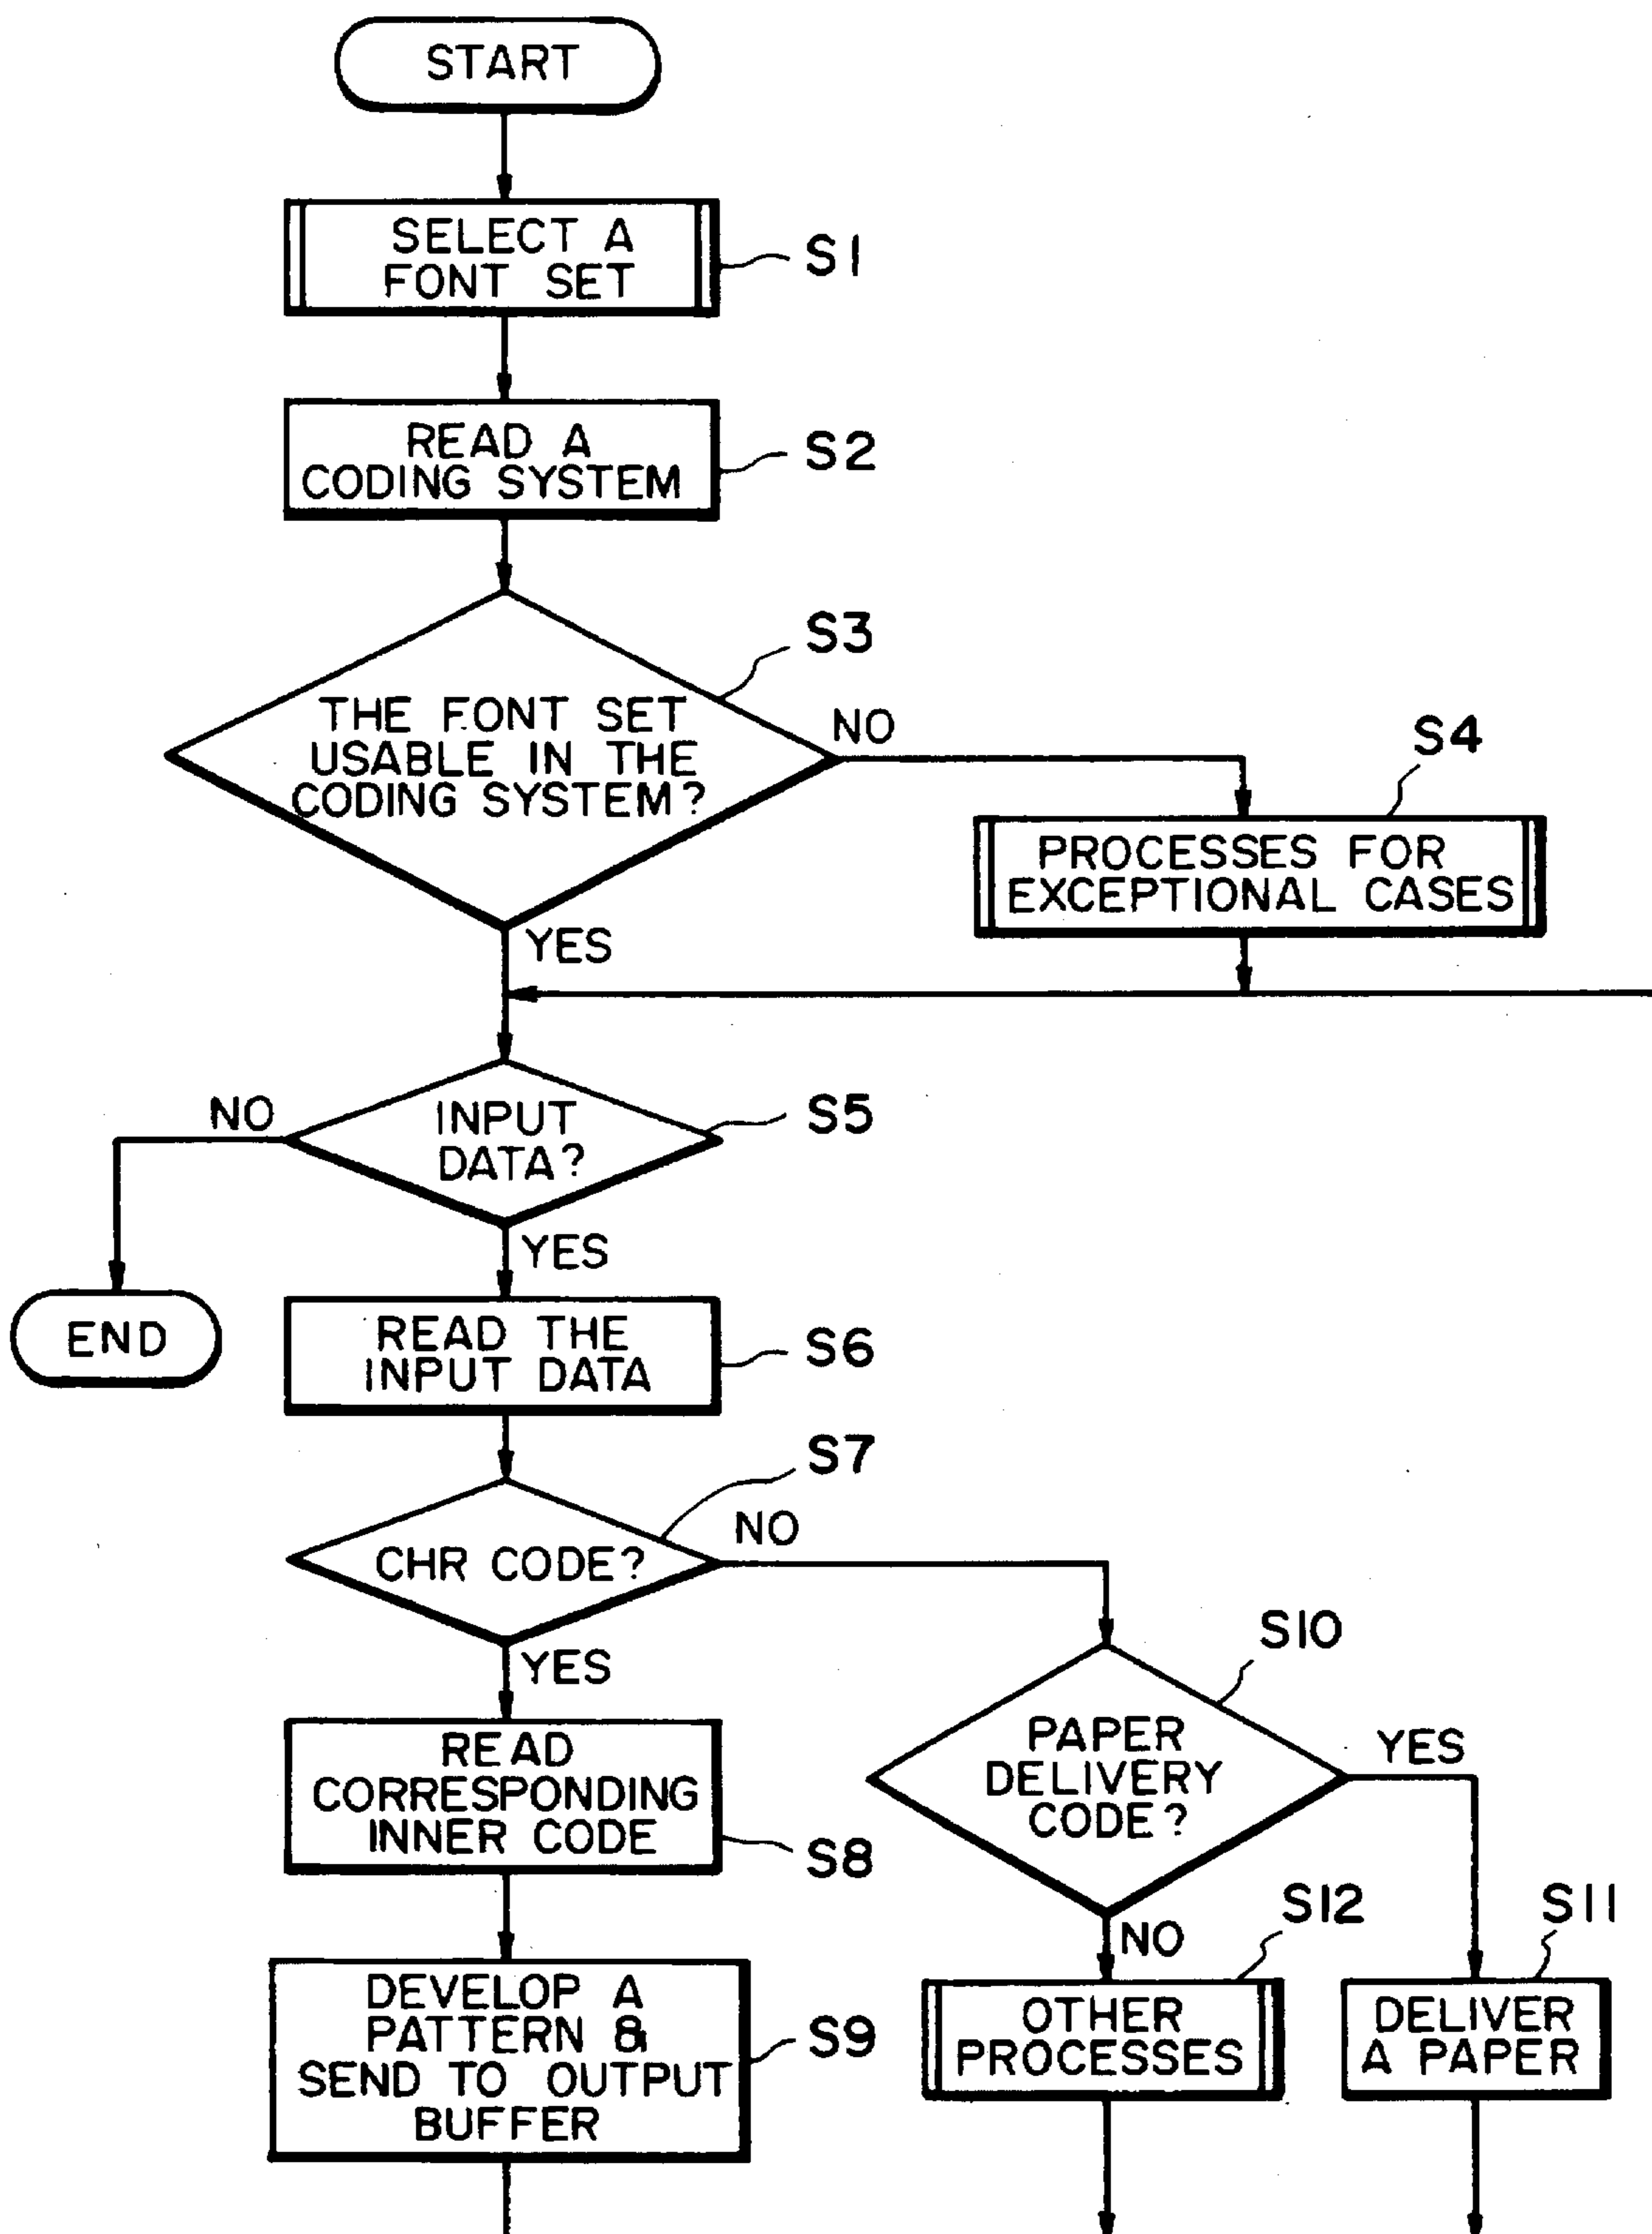 START
SELECT A
FONT SET
S1
READ A
CODING SYSTEM
S2
S3
THE FONT SET
USABLE IN THE
CODING SYSTEM?
NO
S4
PROCESSES FOR
EXCEPTIONAL CASES
YES
NO
INPUT
DATA?
S5
YES
END
READ THE
INPUT DATA
S6
S7
CHR CODE?
NO
YES
S10
PAPER
DELIVERY
CODE?
YES
READ
CORRESPONDING
INNER CODE
S8
NO
S12
S11
DEVELOP A
PATTERN &
SEND TO OUTPUT
BUFFER
S9
OTHER
PROCESSES
DELIVER
A PAPER